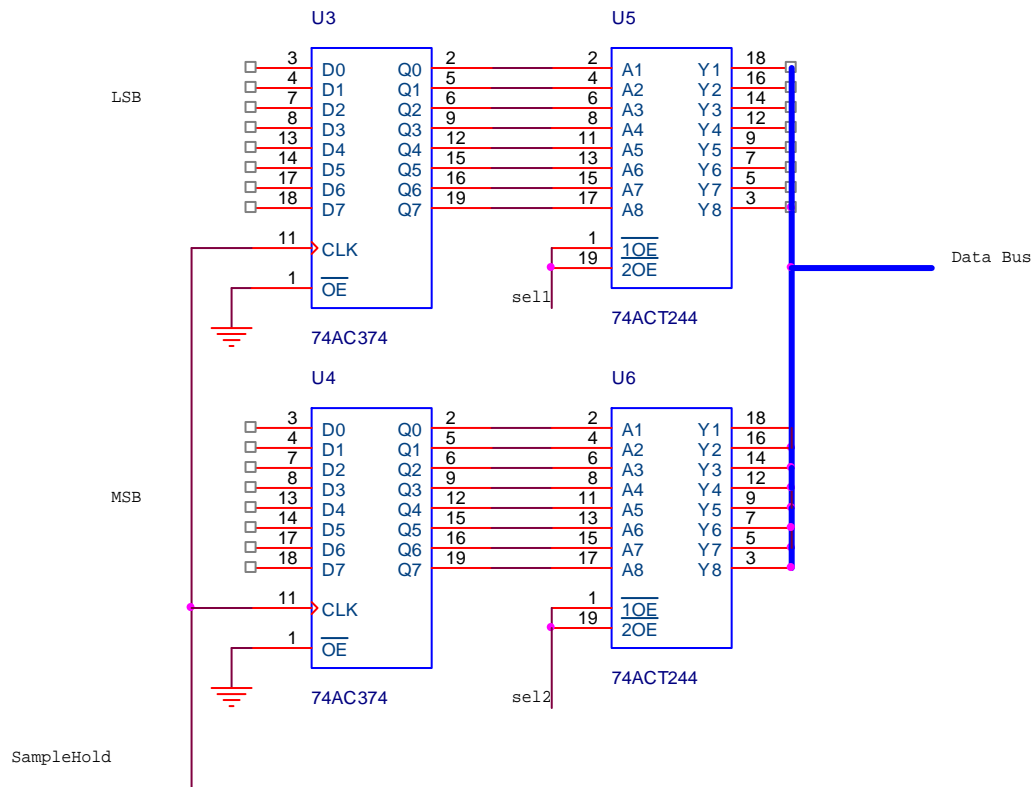 U3 U5
3 D0 Q0 2 2 A1 Y1 18
4 D1 Q1 5 4 A2 Y2 16
LSB
7 D2 Q2 6 6 A3 Y3 14
8 D3 Q3 9 8 A4 Y4 12
13 D4 Q4 12 11 A5 Y5 9
14 D5 Q5 15 13 A6 Y6 7
17 D6 Q6 16 15 A7 Y7 5
18 D7 Q7 19 17 A8 Y8 3
11 CLK 1 1OE
Data Bus
1 OE 19 2OE
sel1
74AC374 74ACT244
U4 U6
3 D0 Q0 2 2 A1 Y1 18
4 D1 Q1 5 4 A2 Y2 16
7 D2 Q2 6 6 A3 Y3 14
MSB
8 D3 Q3 9 8 A4 Y4 12
13 D4 Q4 12 11 A5 Y5 9
14 D5 Q5 15 13 A6 Y6 7
17 D6 Q6 16 15 A7 Y7 5
18 D7 Q7 19 17 A8 Y8 3
11 CLK 1 1OE
1 OE 19 2OE
74AC374 74ACT244
sel2
SampleHold